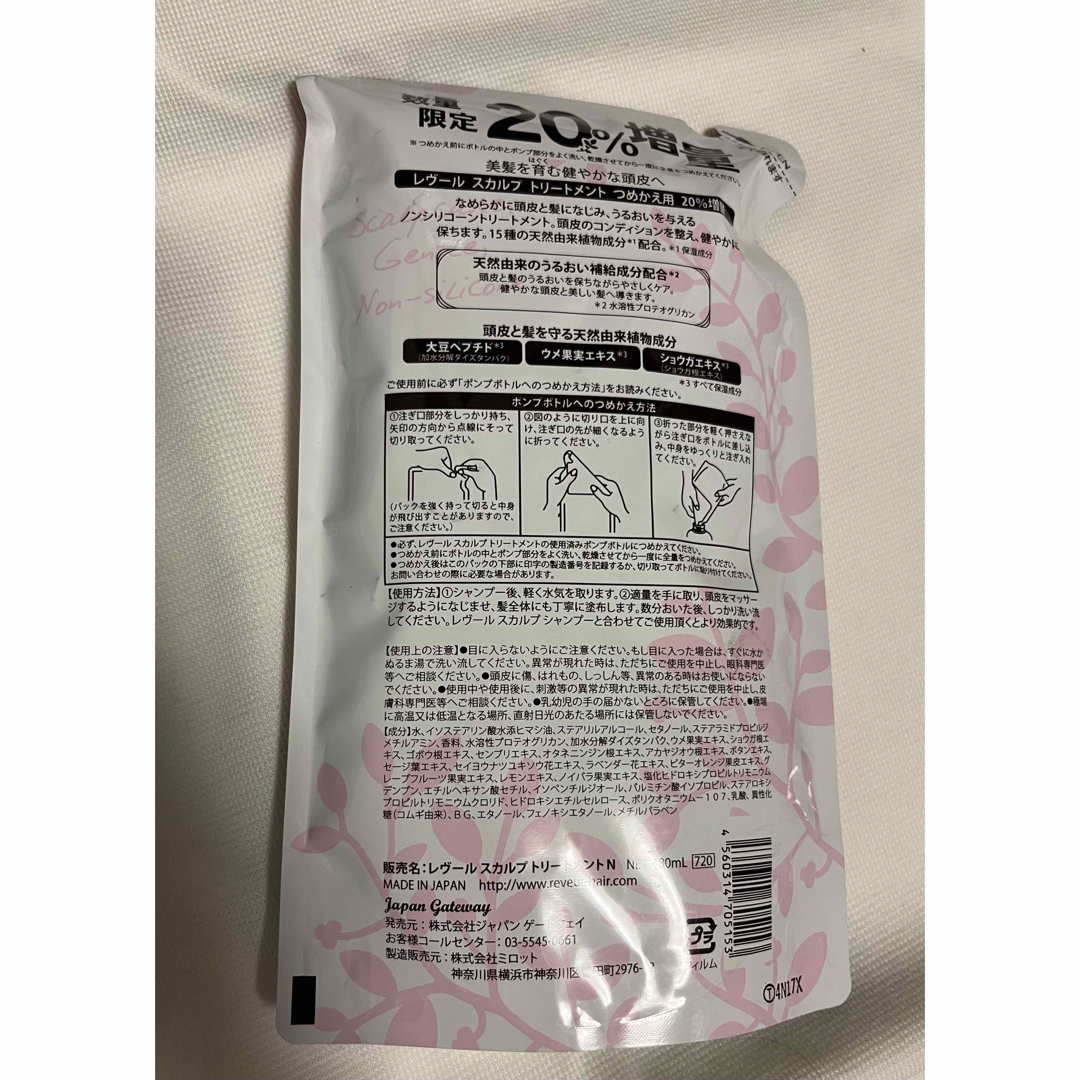 数量
限定 20%増量
※つめかえ前にボトルの中とポンプ部分をよく洗い、乾燥させてから一度に全量をつめかえてください。
はぐく
美髪を育む健やかな頭皮へ
レヴール スカルプ トリートメント つめかえ用 20%増量
なめらかに頭皮と髪になじみ、うるおいを与える
ノンシリコーントリートメント。頭皮のコンディションを整え、健やかに
保ちます。15種の天然由来植物成分*1配合。*1 保湿成分
Scalp
Gentle
Non-silico
天然由来のうるおい補給成分配合*2
頭皮と髪のうるおいを保ちながらやさしくケア。
健やかな頭皮と美しい髪へ導きます。
*2 水溶性プロテオグリカン
頭皮と髪を守る天然由来植物成分
大豆ペプチド*3
(加水分解ダイズタンパク)
ウメ果実エキス*3
ショウガエキス*3
(ショウガ根エキス)
*3 すべて保湿成分
ご使用前に必ず「ポンプボトルへのつめかえ方法」をお読みください。
ポンプボトルへのつめかえ方法
①注ぎ口部分をしっかり持ち、
矢印の方向から点線にそって
切り取ってください。
(パックを強く持って切ると中身
が飛び出すことがありますので、
ご注意ください。)
②図のように切り口を上に向
け、注ぎ口の先が細くなるよう
に折ってください。
③折った部分を軽く押さえな
がら注ぎ口をボトルに差し込
み、中身をゆっくりと注ぎ入れ
てください。
●必ず、レヴール スカルプ トリートメントの使用済みポンプボトルにつめかえてください。
●つめかえ前にボトルの中とポンプ部分をよく洗い、乾燥させてから一度に全量をつめかえてください。
●つめかえ後はこのパックの下部に印字の製造番号を記録するか、切り取ってボトルに貼り付けてください。
お問い合わせの際に必要な場合があります。
【使用方法】①シャンプー後、軽く水気を取ります。②適量を手に取り、頭皮をマッサー
ジするようになじませ、髪全体にも丁寧に塗布します。数分おいた後、しっかり洗い流
してください。レヴール スカルプ シャンプーと合わせてご使用頂くとより効果的です。
【使用上の注意】●目に入らないようにご注意ください。もし目に入った場合は、すぐに水か
ぬるま湯で洗い流してください。異常が現れた時は、ただちにご使用を中止し、眼科専門医
等へご相談ください。●頭皮に傷、はれもの、しっしん等、異常のある時はお使いにならない
でください。●使用中や使用後に、刺激等の異常が現れた時は、ただちにご使用を中止し、皮
膚科専門医等へご相談ください。●乳幼児の手の届かないところに保管してください。●極端
に高温又は低温となる場所、直射日光のあたる場所には保管しないでください。
【成分】水、イソステアリン酸水添ヒマシ油、ステアリルアルコール、セタノール、ステアラミドプロピルジ
メチルアミン、香料、水溶性プロテオグリカン、加水分解ダイズタンパク、ウメ果実エキス、ショウガ根エ
キス、ゴボウ根エキス、センブリエキス、オタネニンジン根エキス、アカヤジオウ根エキス、ボタンエキス、
セージ葉エキス、セイヨウナツユキソウ花エキス、ラベンダー花エキス、ビターオレンジ果皮エキス、グ
レープフルーツ果実エキス、レモンエキス、ノイバラ果実エキス、塩化ヒドロキシプロピルトリモニウム
デンプン、エチルヘキサン酸セチル、イソペンチルジオール、パルミチン酸イソプロピル、ステアロキシ
プロピルトリモニウムクロリド、ヒドロキシエチルセルロース、ポリクオタニウム−107、乳酸、異性化
糖(コムギ由来)、BG、エタノール、フェノキシエタノール、メチルパラベン
販売名：レヴール スカルプ トリートメント N 720
MADE IN JAPAN http://www.reveurhair.com
Japan Gateway
発売元：株式会社ジャパン ゲートウェイ
お客様コールセンター：03-5545-0661
製造販売元：株式会社ミロット
神奈川県横浜市神奈川区 田町2976-
プラ
ィルム
4560314705153
Ⓣ4N17X